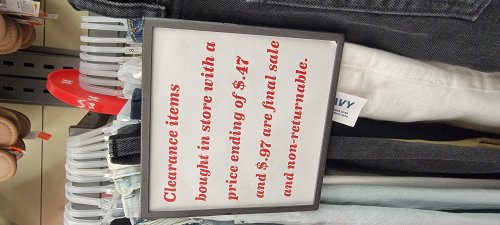 Clearance items
bought in store with a
price ending of $.47
and $.97 are final sale
and non-returnable.